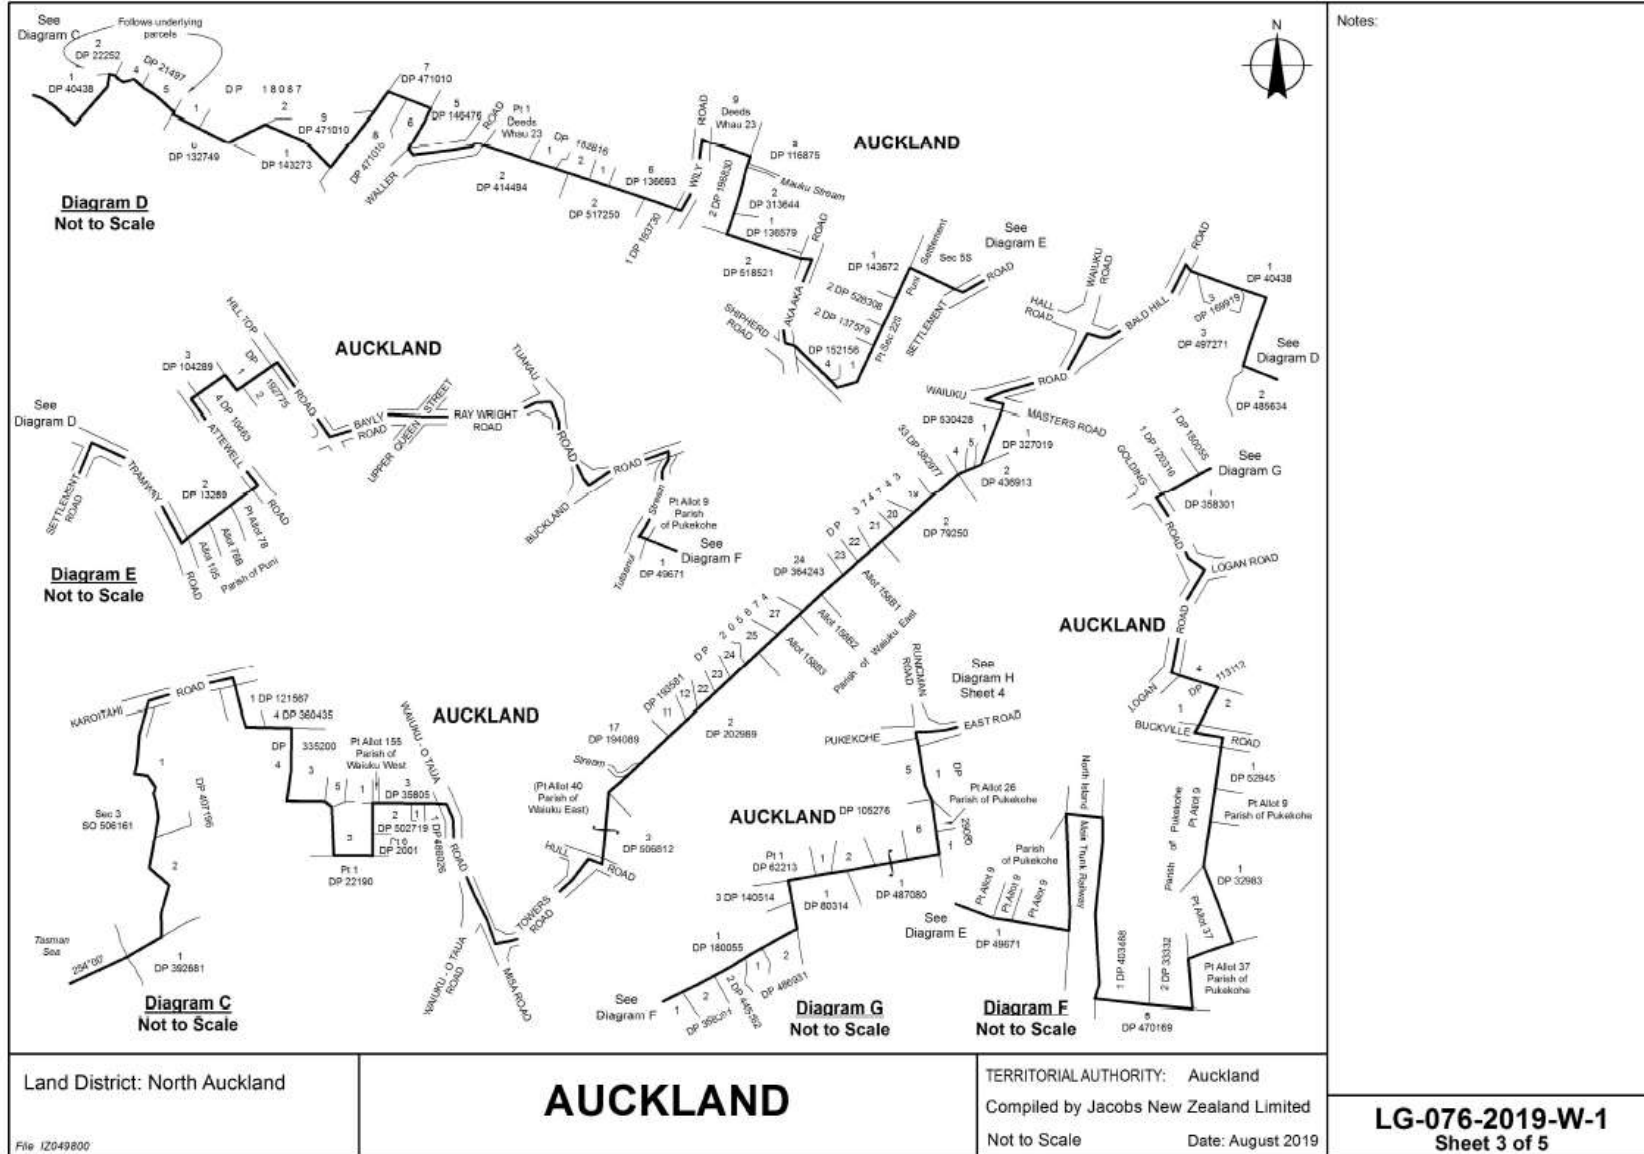 See
Diagram C
Follows underlying
parcels
2
DP 22252
1
DP 40438
4
DP 21497
5
1
DP 18087
2
9
DP 471010
DP 132749
1
DP 143273
8
DP 471010
7
DP 471010
6
5
DP 146476
WALLER
ROAD
Pt 1
Deeds
Whau 23
2
DP 414494
DP 152816
1
2
1
2
DP 517250
6
DP 136693
1 DP 163730
WILY
ROAD
9
Deeds
Whau 23
2 DP 196830
DP 116875
Mauku Stream
2
DP 313644
1
DP 136579
2
DP 518521
AKA AKA
ROAD
SHIPHERD
ROAD
DP 152156
4
1
2 DP 137579
2 DP 528308
1
DP 143672
Pt Sec 22S
Puni
Settlement
Sec 5S
SETTLEMENT
ROAD
See
Diagram E
AUCKLAND
N
Diagram D
Not to Scale
HALL
ROAD
WAIUKU
ROAD
BALD HILL
ROAD
1
DP 40438
3
DP 169919
3
DP 497271
See
Diagram D
2
DP 485634
WAIUKU
ROAD
MASTERS ROAD
DP 530428
1
5
4
1
DP 327019
2
DP 436913
33 DP 382977
DP 374743
19
20
21
22
23
2
DP 79250
24
DP 364243
Allot 158B1
Allot 158B2
Allot 158B3
Parish of Waiuku East
DP 205674
27
25
24
23
22
DP 193581
12
11
2
DP 202989
17
DP 194089
Stream
(Pt Allot 40
Parish of
Waiuku East)
3
DP 506812
HULL
ROAD
TOWERS
ROAD
MISA ROAD
WAIUKU - O TAUA
ROAD
WAIUKU - O TAUA
ROAD
HILL TOP
ROAD
AUCKLAND
3
DP 104289
DP
192775
1
2
4 DP 10463
ATTEWELL
ROAD
See
Diagram D
SETTLEMENT
ROAD
TRAMWAY
ROAD
2
DP 13289
Pt Allot 78
Allot 76B
Allot 105
Parish of Puni
BAYLY
ROAD
UPPER QUEEN
STREET
RAY WRIGHT
ROAD
TUAKAU
ROAD
BUCKLAND
ROAD
Tutaenui
Stream
Pt Allot 9
Parish
of Pukekohe
See
Diagram F
1
DP 49671
Diagram E
Not to Scale
KAROITAHI
ROAD
1 DP 121567
4 DP 360435
DP
335200
4
3
5
1
Pt Allot 155
Parish of
Waiuku West
3
DP 35805
2
1
DP 502719
DP 2001
3
Pt 1
DP 22190
1
Sec 3
SO 506161
DP 407196
2
Tasman
Sea
254°00'
1
DP 392681
AUCKLAND
Diagram C
Not to Scale
1 DP 150055
1 DP 120316
See
Diagram G
1
DP 358301
GOLDING
ROAD
LOGAN ROAD
ROAD
LOGAN
AUCKLAND
4
DP 113112
1
2
BUCKVILLE
ROAD
1
DP 52945
Pt Allot 9
Parish of Pukekohe
Parish of Pukekohe
Pt Allot 9
1
DP 32983
Pt Allot 37
Pt Allot 37
Parish of
Pukekohe
2 DP 33332
1 DP 403488
DP 470169
North Island
Main Trunk Railway
Parish
of Pukekohe
Pt Allot 9
Pt Allot 9
Pt Allot 9
See
Diagram E
1
DP 49671
Diagram F
Not to Scale
RUNCIMAN
ROAD
See
Diagram H
Sheet 4
PUKEKOHE
EAST ROAD
5
1
DP
29085
6
1
Pt Allot 26
Parish of Pukekohe
AUCKLAND
DP 105276
Pt 1
DP 62213
1
2
3 DP 140514
1
DP 80314
1
DP 487080
1
DP 180055
1
2
DP 486931
2 DP 445562
2
1
See
Diagram F
Diagram G
Not to Scale
Notes:
Land District: North Auckland
File IZ049800
AUCKLAND
TERRITORIAL AUTHORITY: Auckland
Compiled by Jacobs New Zealand Limited
Not to Scale Date: August 2019
LG-076-2019-W-1
Sheet 3 of 5